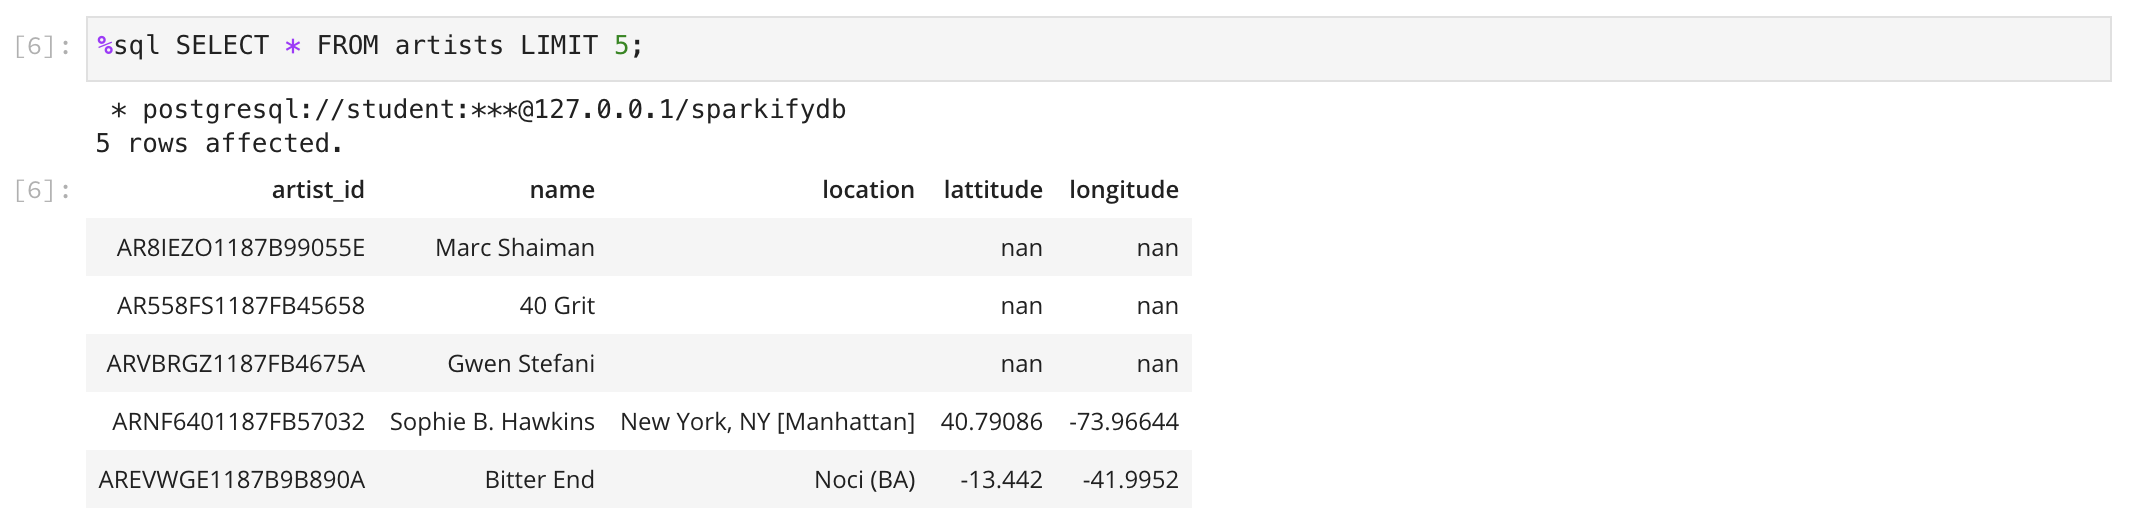 [6]: %sql SELECT * FROM artists LIMIT 5;
* postgresql://student:***@127.0.0.1/sparkifydb
5 rows affected.
[6]: artist_id name location lattitude longitude
AR8IEZO1187B99055E Marc Shaiman nan nan
AR558FS1187FB45658 40 Grit nan nan
ARVBRGZ1187FB4675A Gwen Stefani nan nan
ARNF6401187FB57032 Sophie B. Hawkins New York, NY [Manhattan] 40.79086 -73.96644
AREVWGE1187B9B890A Bitter End Noci (BA) -13.442 -41.9952